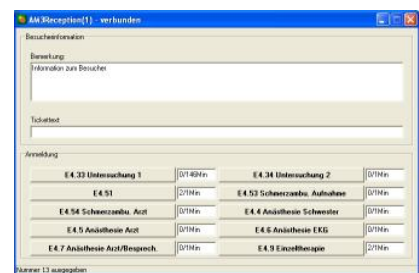 AM3Reception(1) - verbunden
Besucherinformation
Bemerkung:
Information zum Besucher
Tickettext
Anmeldung
E4.33 Untersuchung 1 0/146Min E4.34 Untersuchung 2 0/1Min
E4.51 2/1Min E4.53 Schmerzambu. Aufnahme 0/1Min
E4.54 Schmerzambu. Arzt 0/1Min E4.4 Anästhesie Schwester 0/1Min
E4.5 Anästhesie Arzt 0/1Min E4.6 Anästhesie EKG 0/1Min
E4.7 Anästhesie Arzt/Besprech. 0/1Min E4.9 Einzeltherapie 2/1Min
Nummer 13 ausgegeben